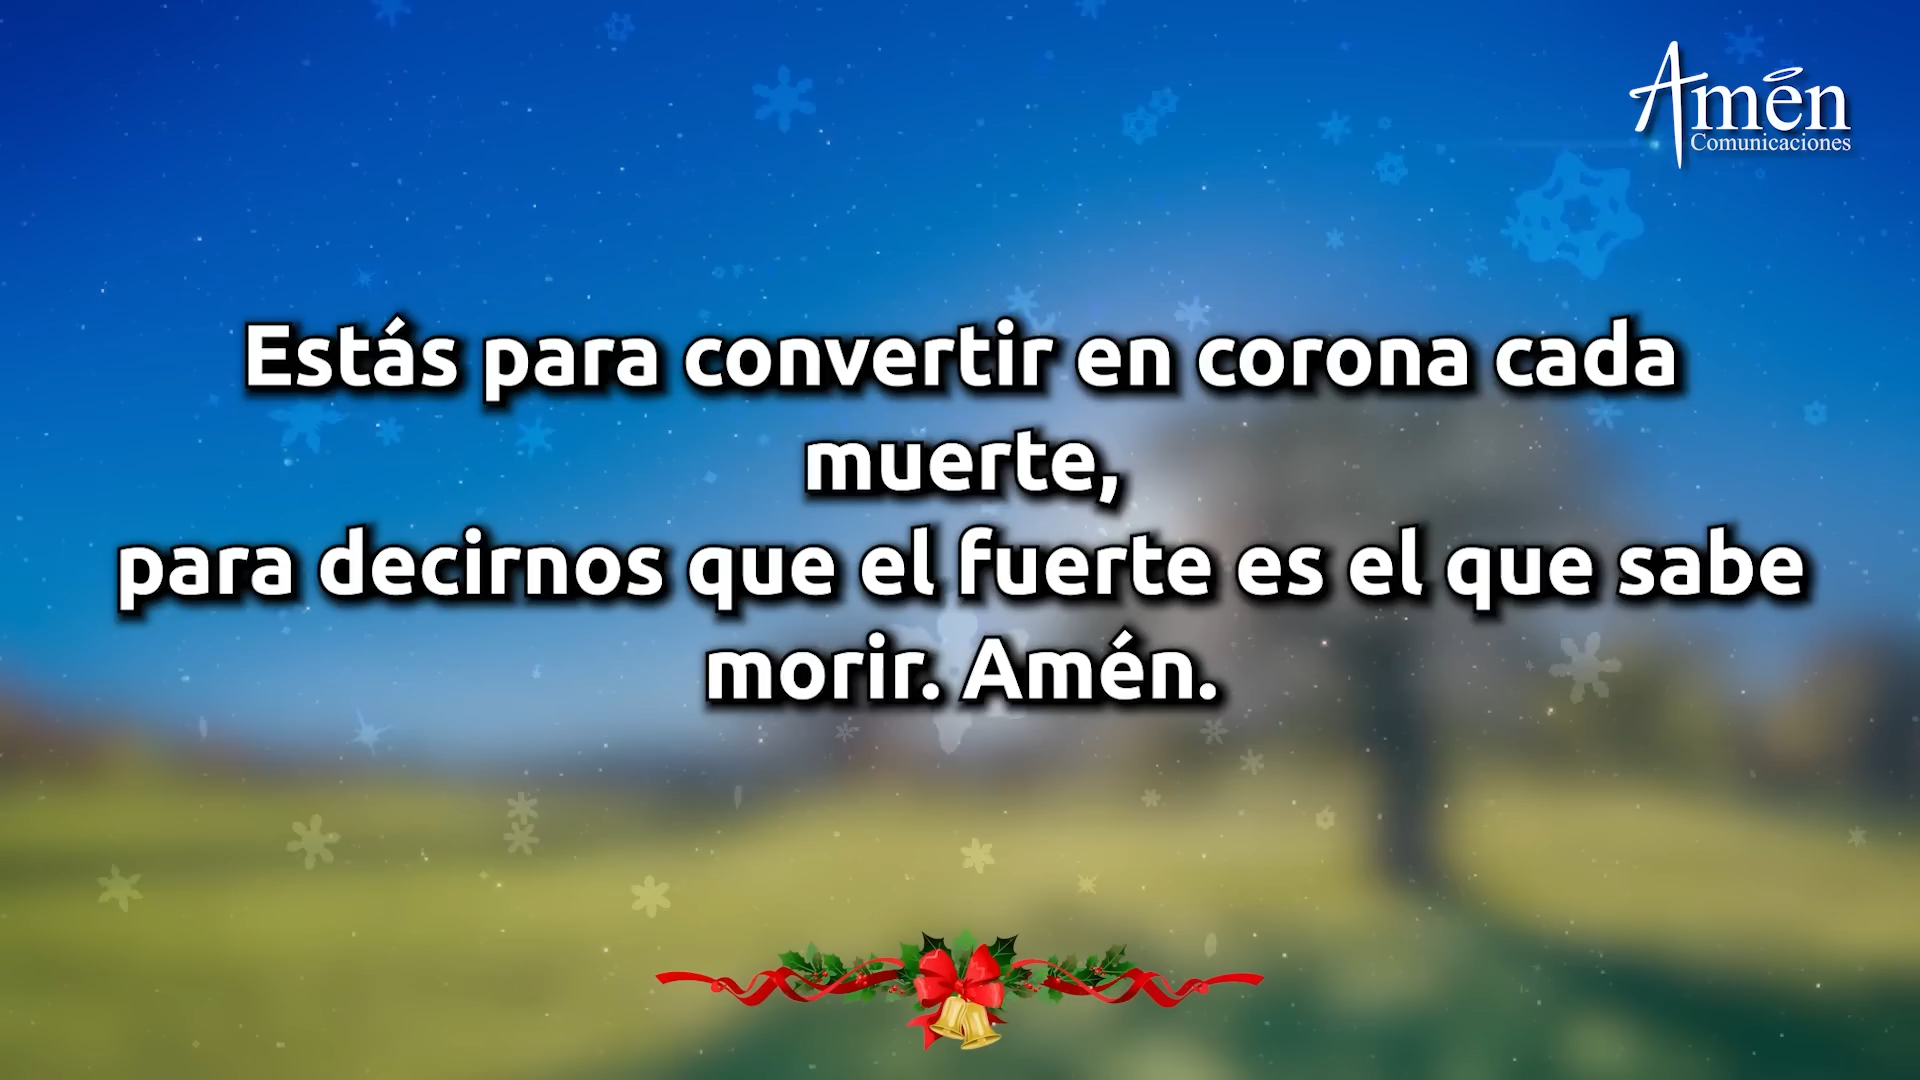 Amén
Comunicaciones
Estás para convertir en corona cada
muerte,
para decirnos que el fuerte es el que sabe
morir. Amén.